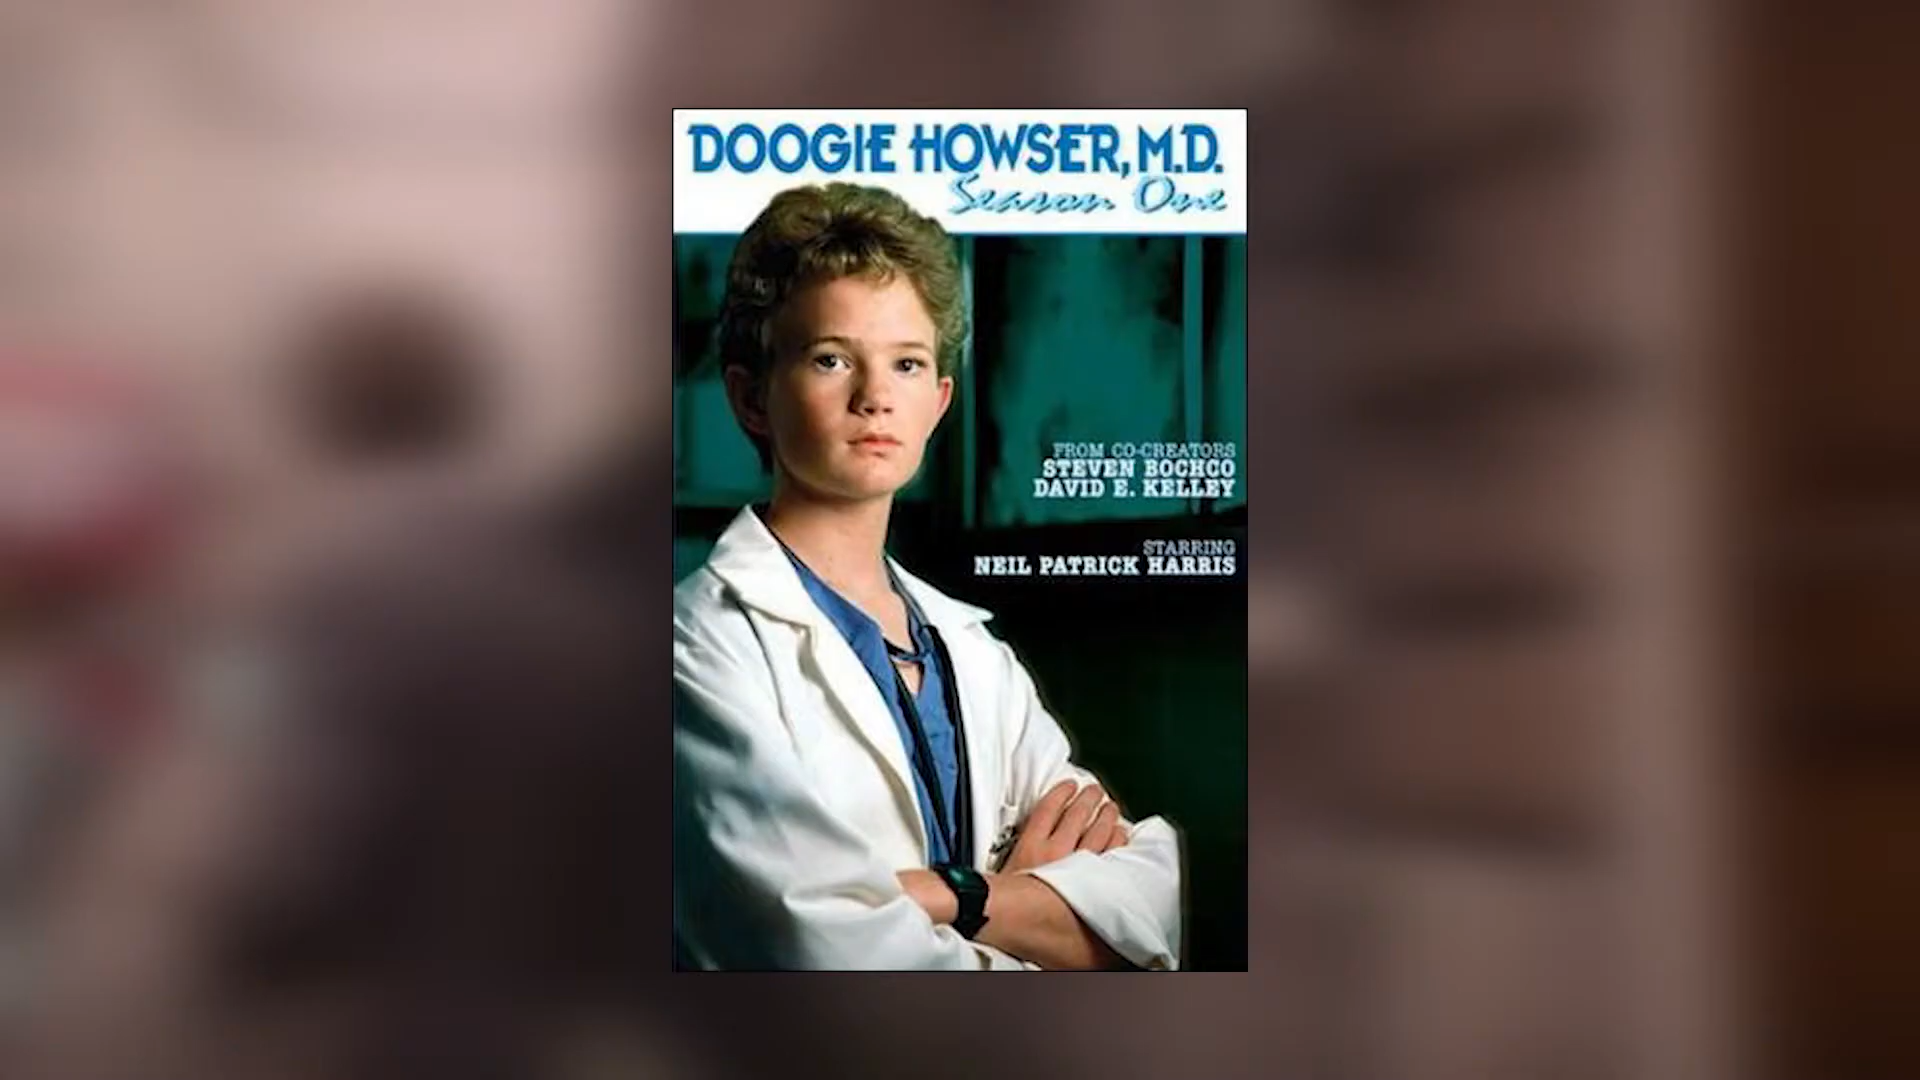 DOOGIE HOWSER, M.D.
Season One
FROM CO-CREATORS
STEVEN BOCHCO
DAVID E. KELLEY
STARRING
NEIL PATRICK HARRIS